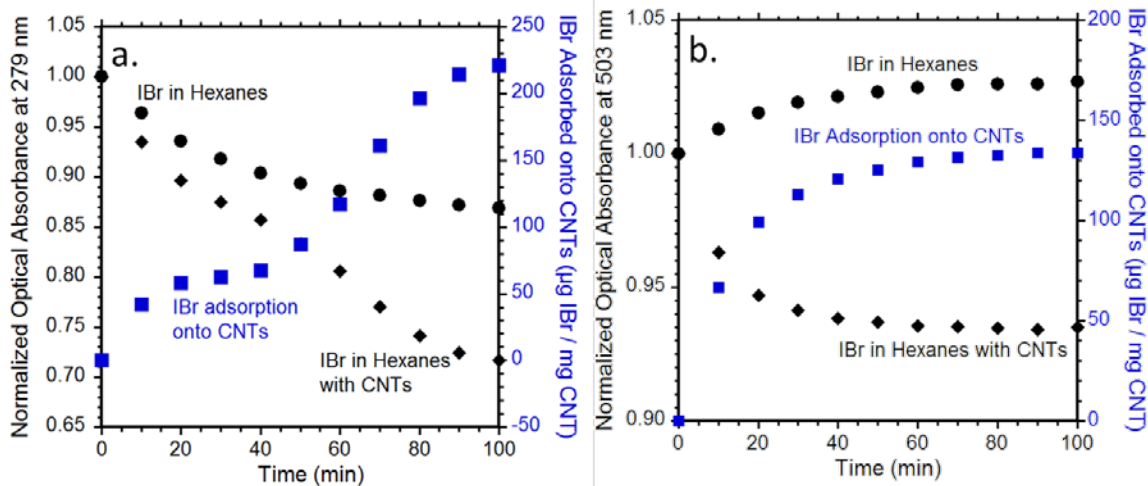 a.
Normalized Optical Absorbance at 279 nm
1.05
1.00
0.95
0.90
0.85
0.80
0.75
0.70
0.65
IBr in Hexanes
IBr adsorption
onto CNTs
IBr in Hexanes
with CNTs
0 20 40 60 80 100
Time (min)
250
200
150
100
50
0
-50
IBr Adsorbed onto CNTs (µg IBr / mg CNT)
b.
Normalized Optical Absorbance at 503 nm
1.05
1.00
0.95
0.90
IBr in Hexanes
IBr Adsorption onto CNTs
IBr in Hexanes with CNTs
0 20 40 60 80 100
Time (min)
200
150
100
50
0
IBr Adsorbed onto CNTs (µg IBr / mg CNT)